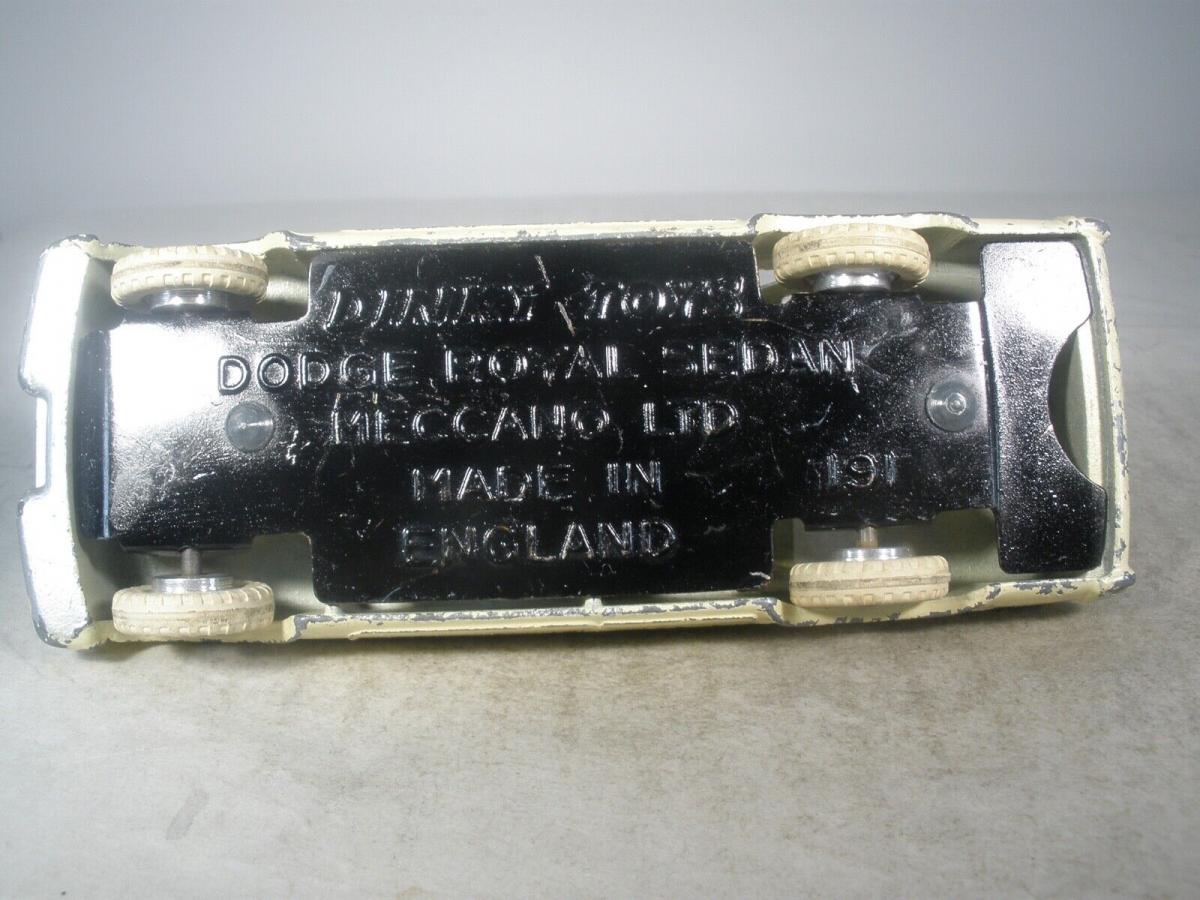 DINKY TOYS
DODGE ROYAL SEDAN
MECCANO LTD
MADE IN 191
ENGLAND